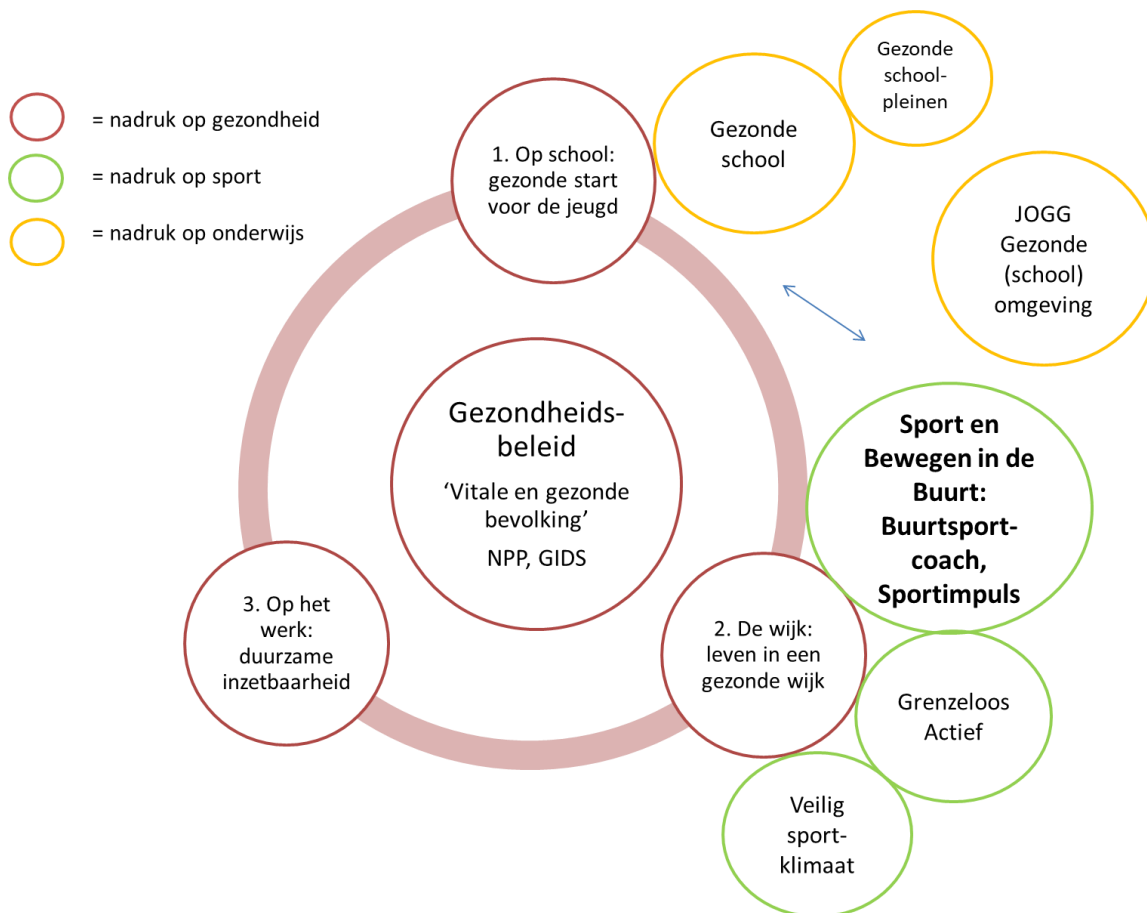 = nadruk op gezondheid
= nadruk op sport
= nadruk op onderwijs
1. Op school:
gezonde start
voor de jeugd
Gezonde
school
Gezonde
school-
pleinen
JOGG
Gezonde
(school)
omgeving
Gezondheids-
beleid
‘Vitale en gezonde
bevolking’
NPP, GIDS
Sport en
Bewegen in de
Buurt:
Buurtsport-
coach,
Sportimpuls
3. Op het
werk:
duurzame
inzetbaarheid
2. De wijk:
leven in een
gezonde wijk
Grenzeloos
Actief
Veilig
sport-
klimaat